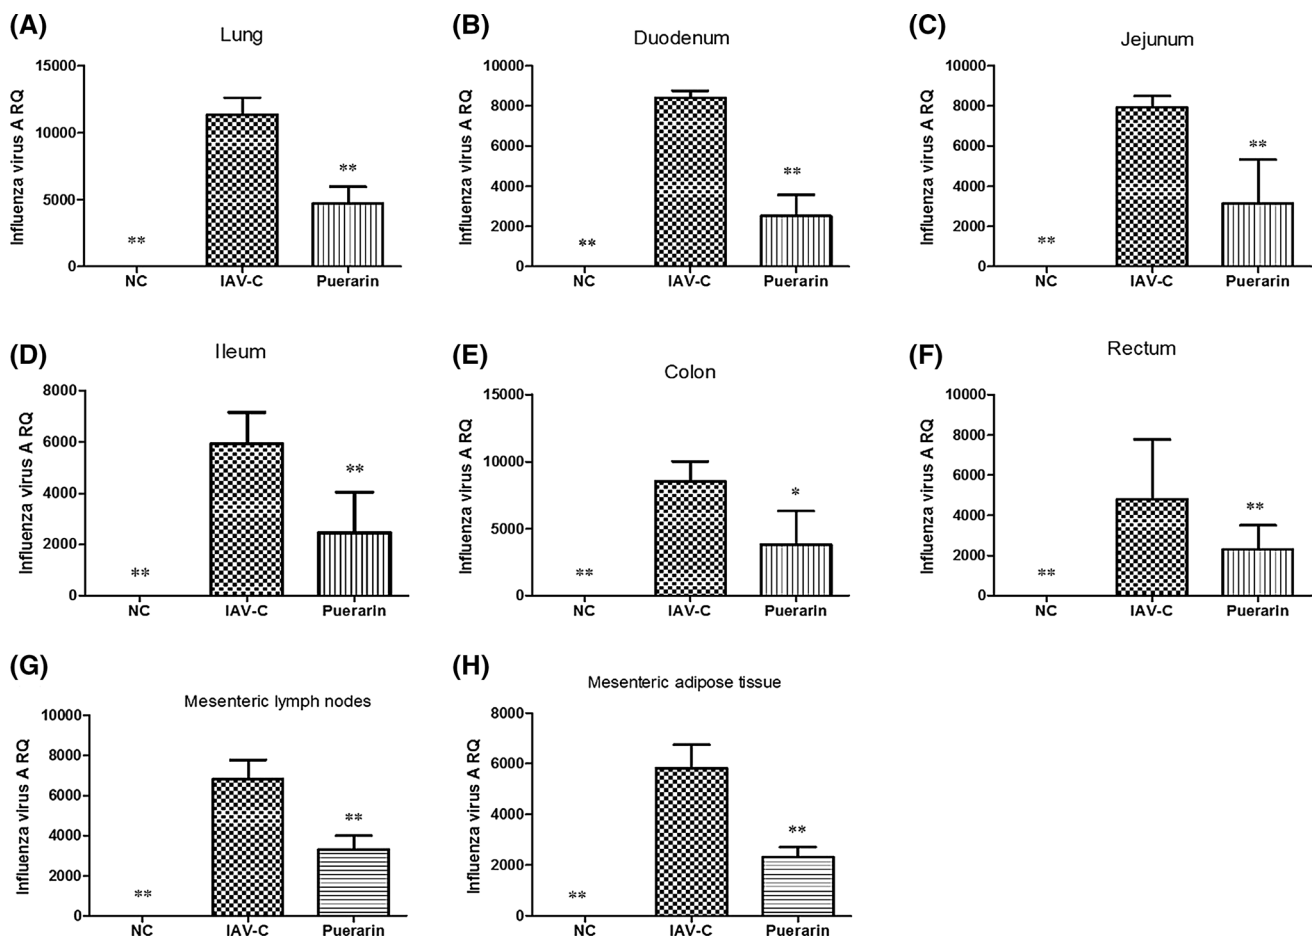 (A)
Lung
Influenza virus A RQ
15000
10000
5000
0
**
**
NC
IAV-C
Puerarin
(B)
Duodenum
Influenza virus A RQ
10000
8000
6000
4000
2000
0
**
**
NC
IAV-C
Puerarin
(C)
Jejunum
Influenza virus A RQ
10000
8000
6000
4000
2000
0
**
**
NC
IAV-C
Puerarin
(D)
Ileum
Influenza virus A RQ
8000
6000
4000
2000
0
**
**
NC
IAV-C
Puerarin
(E)
Colon
Influenza virus A RQ
15000
10000
5000
0
**
*
NC
IAV-C
Puerarin
(F)
Rectum
Influenza virus A RQ
10000
8000
6000
4000
2000
0
**
**
NC
IAV-C
Puerarin
(G)
Mesenteric lymph nodes
Influenza virus A RQ
10000
8000
6000
4000
2000
0
**
**
NC
IAV-C
Puerarin
(H)
Mesenteric adipose tissue
Influenza virus A RQ
8000
6000
4000
2000
0
**
**
NC
IAV-C
Puerarin